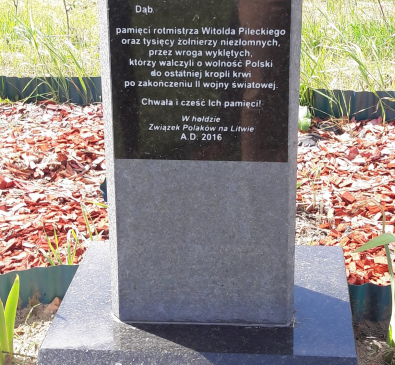 Dąb
pamięci rotmistrza Witolda Pileckiego
oraz tysięcy żołnierzy niezłomnych,
przez wroga wyklętych,
którzy walczyli o wolność Polski
do ostatniej kropli krwi
po zakończeniu II wojny światowej.
Chwała i cześć Ich pamięci!
W hołdzie
Związek Polaków na Litwie
A.D. 2016